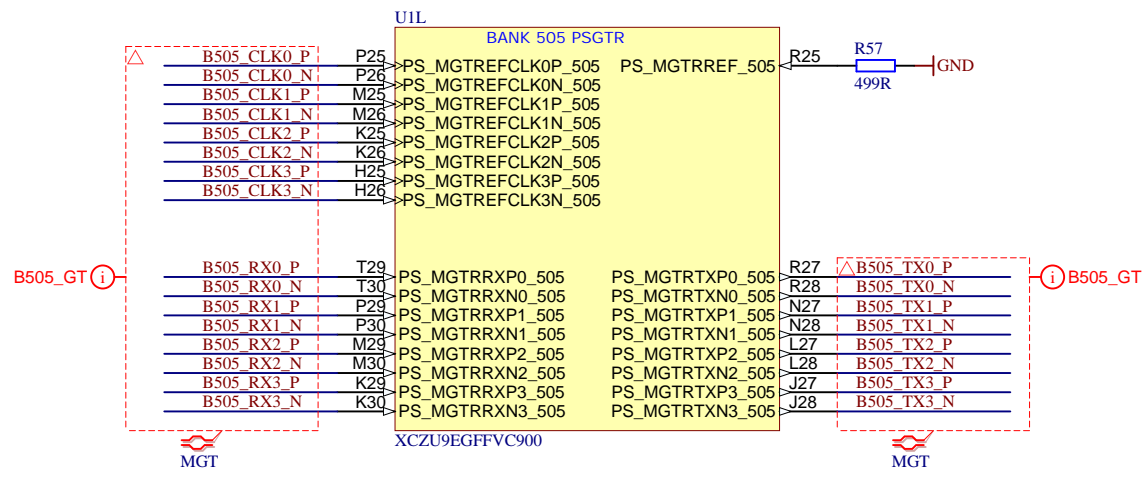 U1L
BANK 505 PSGTR
B505_CLK0_P P25 PS_MGTREFCLK0P_505 PS_MGTRREF_505 R25 R57 499R GND
B505_CLK0_N P26 PS_MGTREFCLK0N_505
B505_CLK1_P M25 PS_MGTREFCLK1P_505
B505_CLK1_N M26 PS_MGTREFCLK1N_505
B505_CLK2_P K25 PS_MGTREFCLK2P_505
B505_CLK2_N K26 PS_MGTREFCLK2N_505
B505_CLK3_P H25 PS_MGTREFCLK3P_505
B505_CLK3_N H26 PS_MGTREFCLK3N_505
B505_GT i
B505_RX0_P T29 PS_MGTRRXP0_505 PS_MGTRTXP0_505 R27 B505_TX0_P
i B505_GT
B505_RX0_N T30 PS_MGTRRXN0_505 PS_MGTRTXN0_505 R28 B505_TX0_N
B505_RX1_P P29 PS_MGTRRXP1_505 PS_MGTRTXP1_505 N27 B505_TX1_P
B505_RX1_N P30 PS_MGTRRXN1_505 PS_MGTRTXN1_505 N28 B505_TX1_N
B505_RX2_P M29 PS_MGTRRXP2_505 PS_MGTRTXP2_505 L27 B505_TX2_P
B505_RX2_N M30 PS_MGTRRXN2_505 PS_MGTRTXN2_505 L28 B505_TX2_N
B505_RX3_P K29 PS_MGTRRXP3_505 PS_MGTRTXP3_505 J27 B505_TX3_P
B505_RX3_N K30 PS_MGTRRXN3_505 PS_MGTRTXN3_505 J28 B505_TX3_N
XCZU9EGFFVC900
MGT MGT